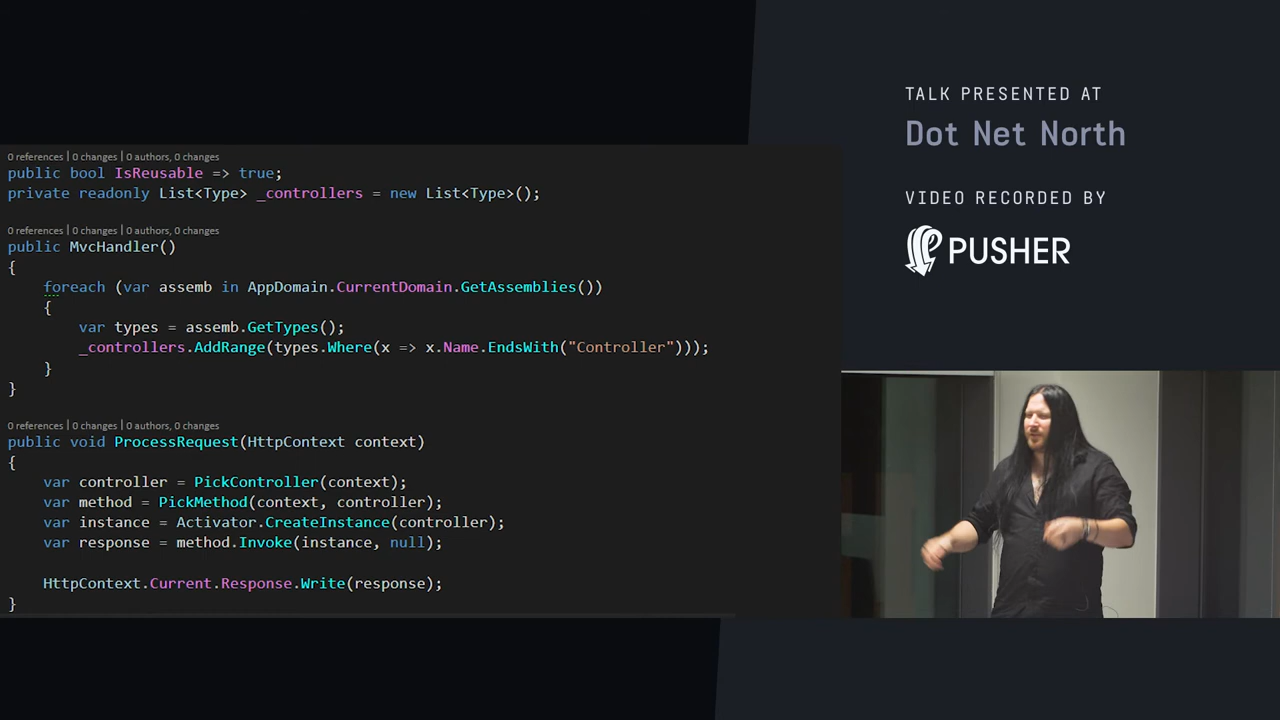 0 references | 0 changes | 0 authors, 0 changes
public bool IsReusable => true;
private readonly List<Type> _controllers = new List<Type>();
0 references | 0 changes | 0 authors, 0 changes
public MvcHandler()
{
foreach (var assemb in AppDomain.CurrentDomain.GetAssemblies())
{
var types = assemb.GetTypes();
_controllers.AddRange(types.Where(x => x.Name.EndsWith("Controller")));
}
}
0 references | 0 changes | 0 authors, 0 changes
public void ProcessRequest(HttpContext context)
{
var controller = PickController(context);
var method = PickMethod(context, controller);
var instance = Activator.CreateInstance(controller);
var response = method.Invoke(instance, null);
HttpContext.Current.Response.Write(response);
}
TALK PRESENTED AT
Dot Net North
VIDEO RECORDED BY
PUSHER